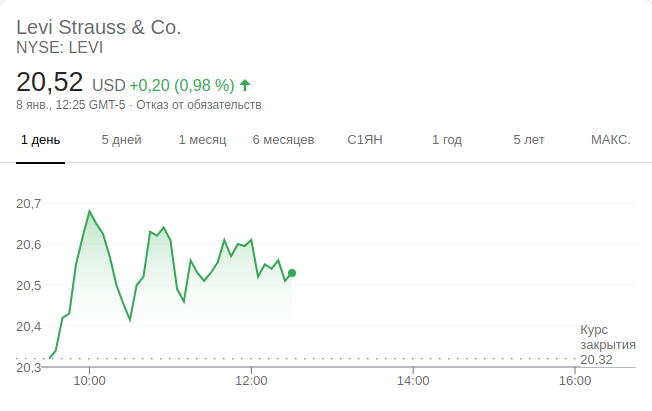 Levi Strauss & Co.
NYSE: LEVI
20,52 USD +0,20 (0,98 %)
8 янв., 12:25 GMT-5 · Отказ от обязательств
1 день 5 дней 1 месяц 6 месяцев С1ЯН 1 год 5 лет МАКС.
20,7
20,6
20,5
20,4
20,3
Курс
закрытия
20,32
10:00 12:00 14:00 16:00